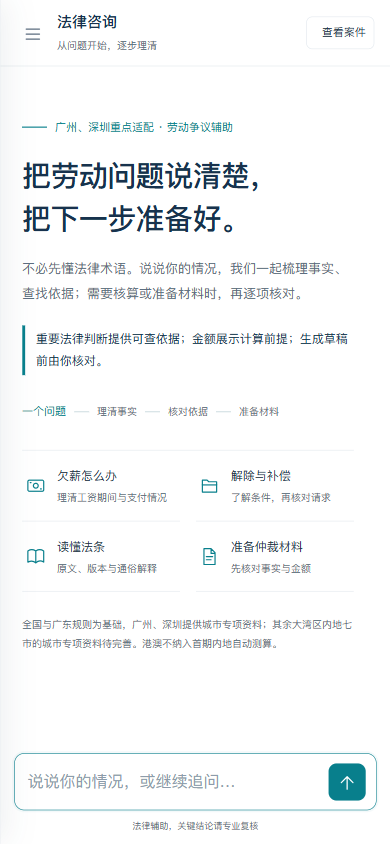 法律咨询
从问题开始，逐步理清
查看案件
广州、深圳重点适配 · 劳动争议辅助
把劳动问题说清楚，
把下一步准备好。
不必先懂法律术语。说说你的情况，我们一起梳理事实、
查找依据；需要核算或准备材料时，再逐项核对。
重要法律判断提供可查依据；金额展示计算前提；生成草稿
前由你核对。
一个问题 理清事实 核对依据 准备材料
欠薪怎么办
理清工资期间与支付情况
解除与补偿
了解条件，再核对请求
读懂法条
原文、版本与通俗解释
准备仲裁材料
先核对事实与金额
全国与广东规则为基础，广州、深圳提供城市专项资料；其余大湾区内地七
市的城市专项资料待完善。港澳不纳入首期内地自动测算。
说说你的情况，或继续追问...
法律辅助，关键结论请专业复核